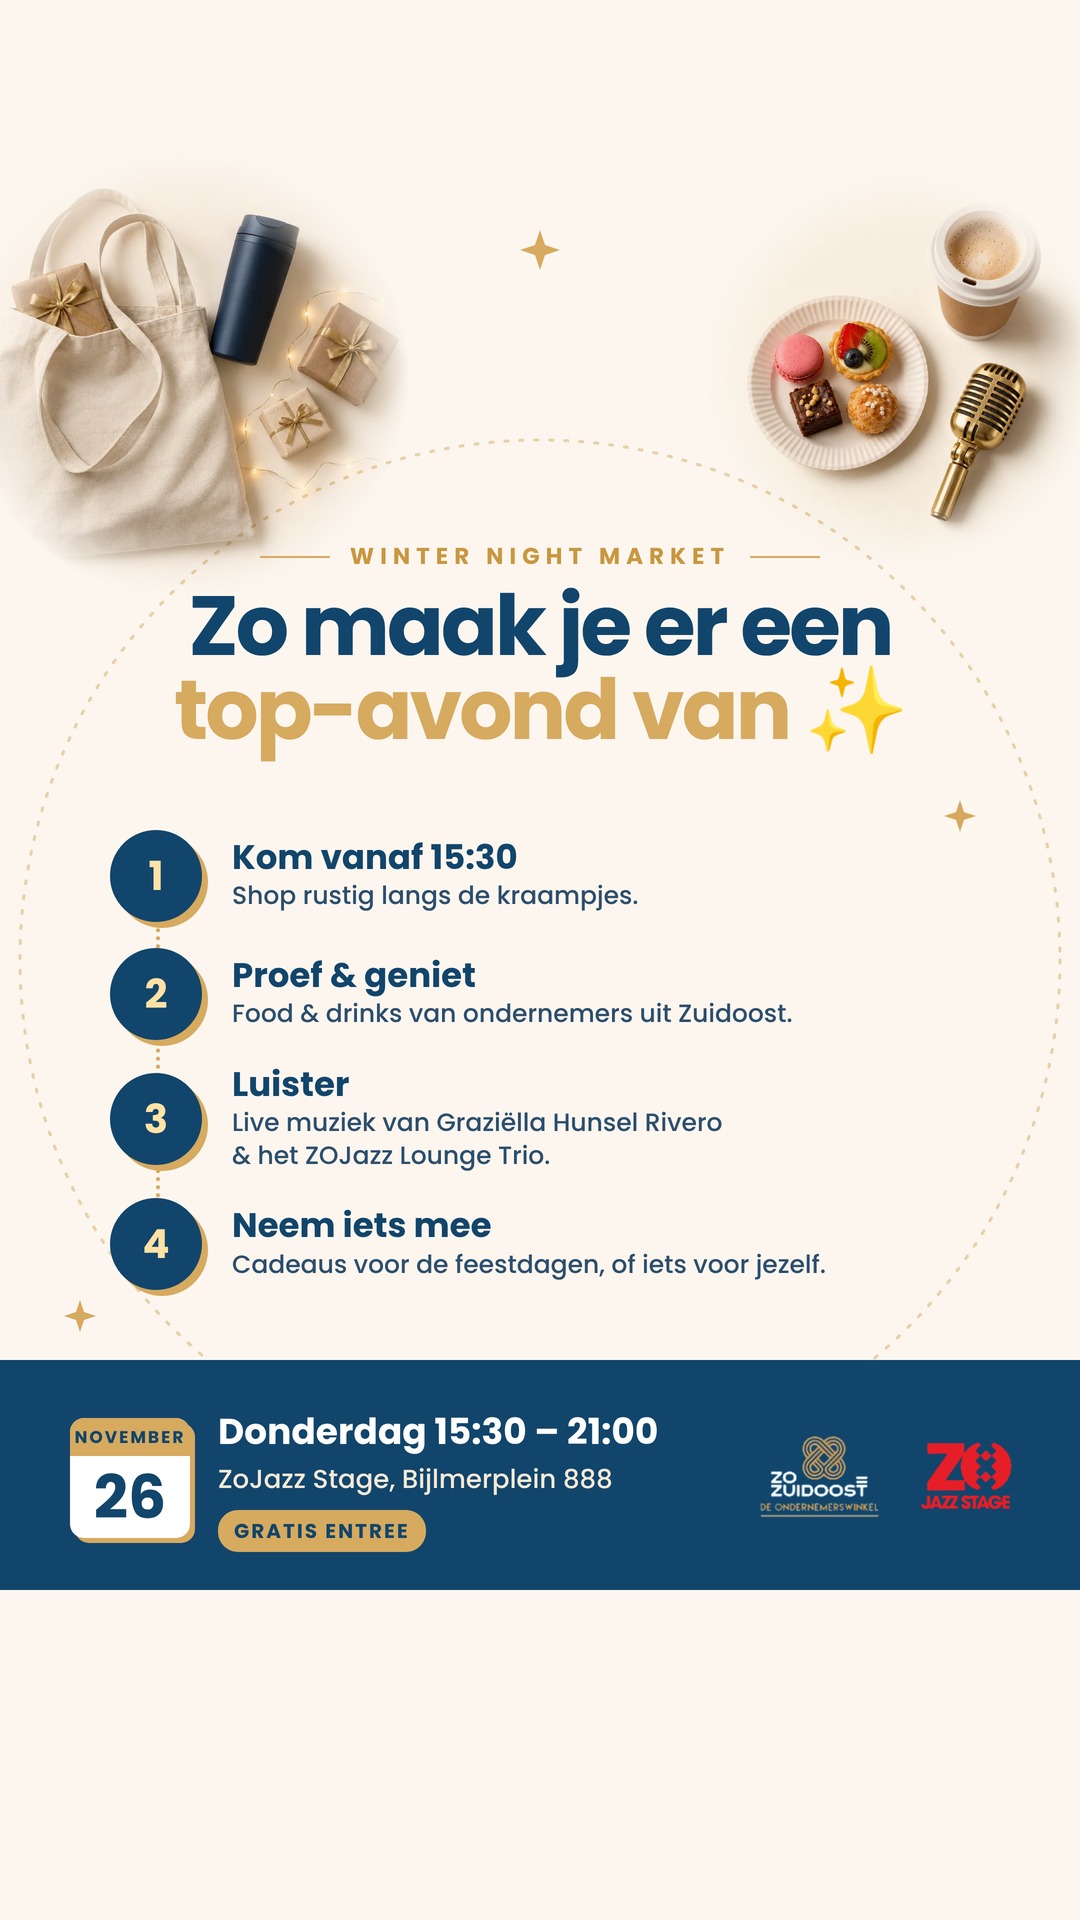 WINTER NIGHT MARKET
Zo maak je er een
top-avond van ✨
1
Kom vanaf 15:30
Shop rustig langs de kraampjes.
2
Proef & geniet
Food & drinks van ondernemers uit Zuidoost.
3
Luister
Live muziek van Graziëlla Hunsel Rivero
& het ZOJazz Lounge Trio.
4
Neem iets mee
Cadeaus voor de feestdagen, of iets voor jezelf.
NOVEMBER
26
Donderdag 15:30 – 21:00
ZoJazz Stage, Bijlmerplein 888
GRATIS ENTREE
ZO
ZUIDOOST
DE ONDERNEMERSWINKEL
ZO
JAZZ STAGE